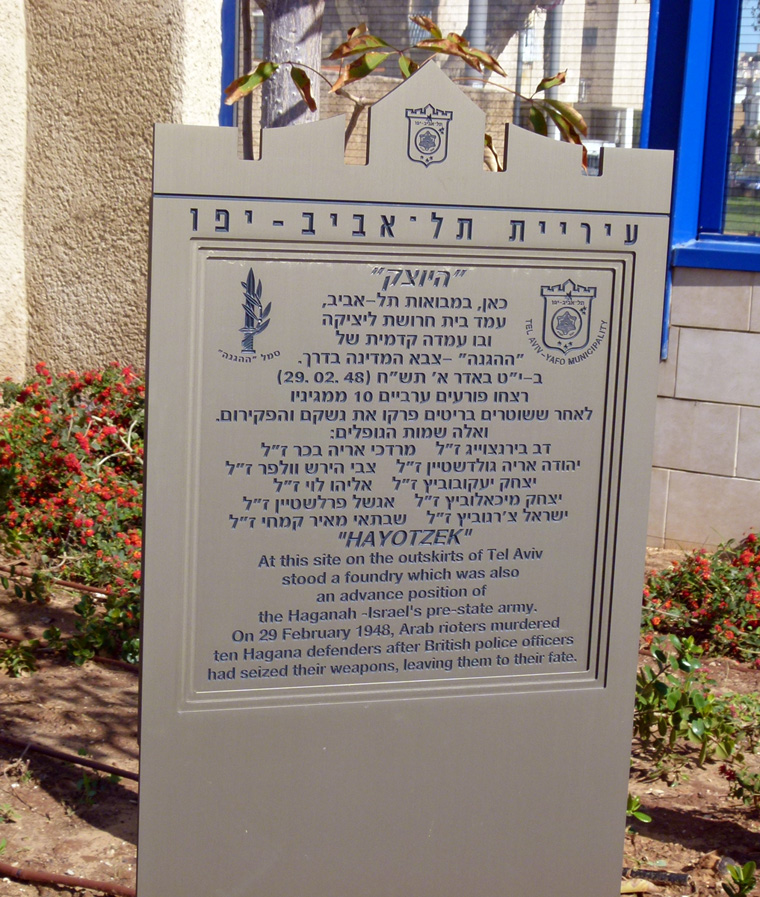 תל-אביב-יפו
עיריית תל-אביב-יפו
"היוצק"
כאן, במבואות תל-אביב,
עמד בית חרושת ליציקה
ובו עמדה קדמית של
"ההגנה" -צבא המדינה בדרך.
ב-י"ט באדר א' תש"ח (29. 02. 48)
רצחו פורעים ערביים 10 ממגיניו
לאחר ששוטרים בריטים פרקו את נשקם והפקירום.
ואלה שמות הנופלים:
דב בירנצוייג ז"ל מרדכי אריה בכר ז"ל
יהודה אריה גולדשטיין ז"ל צבי הירש וולפר ז"ל
יצחק יעקובוביץ ז"ל אליהו לוי ז"ל
יצחק מיכאלוביץ ז"ל אנשל פרלשטיין ז"ל
ישראל צ'רגוביץ ז"ל שבתאי מאיר קמחי ז"ל
סמל "ההגנה"
TEL AVIV-YAFO MUNICIPALITY
"HAYOTZEK"
At this site on the outskirts of Tel Aviv
stood a foundry which was also
an advance position of
the Haganah -Israel's pre-state army.
On 29 February 1948, Arab rioters murdered
ten Hagana defenders after British police officers
had seized their weapons, leaving them to their fate.